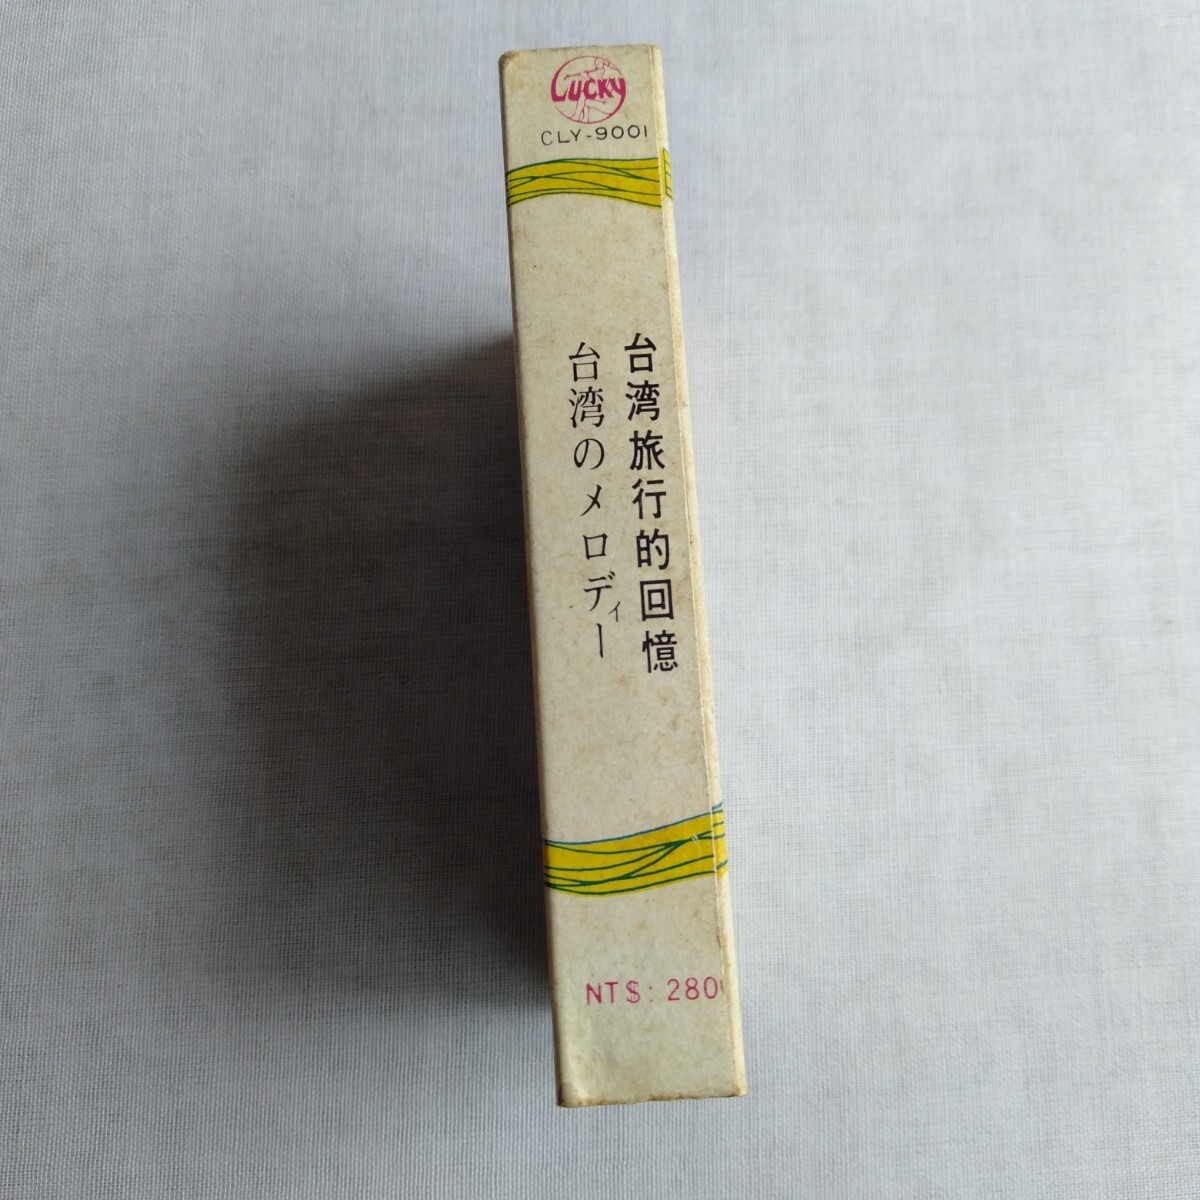 Lucky
CLY-9001
台湾旅行的回憶
台湾のメロディー
NT$: 280